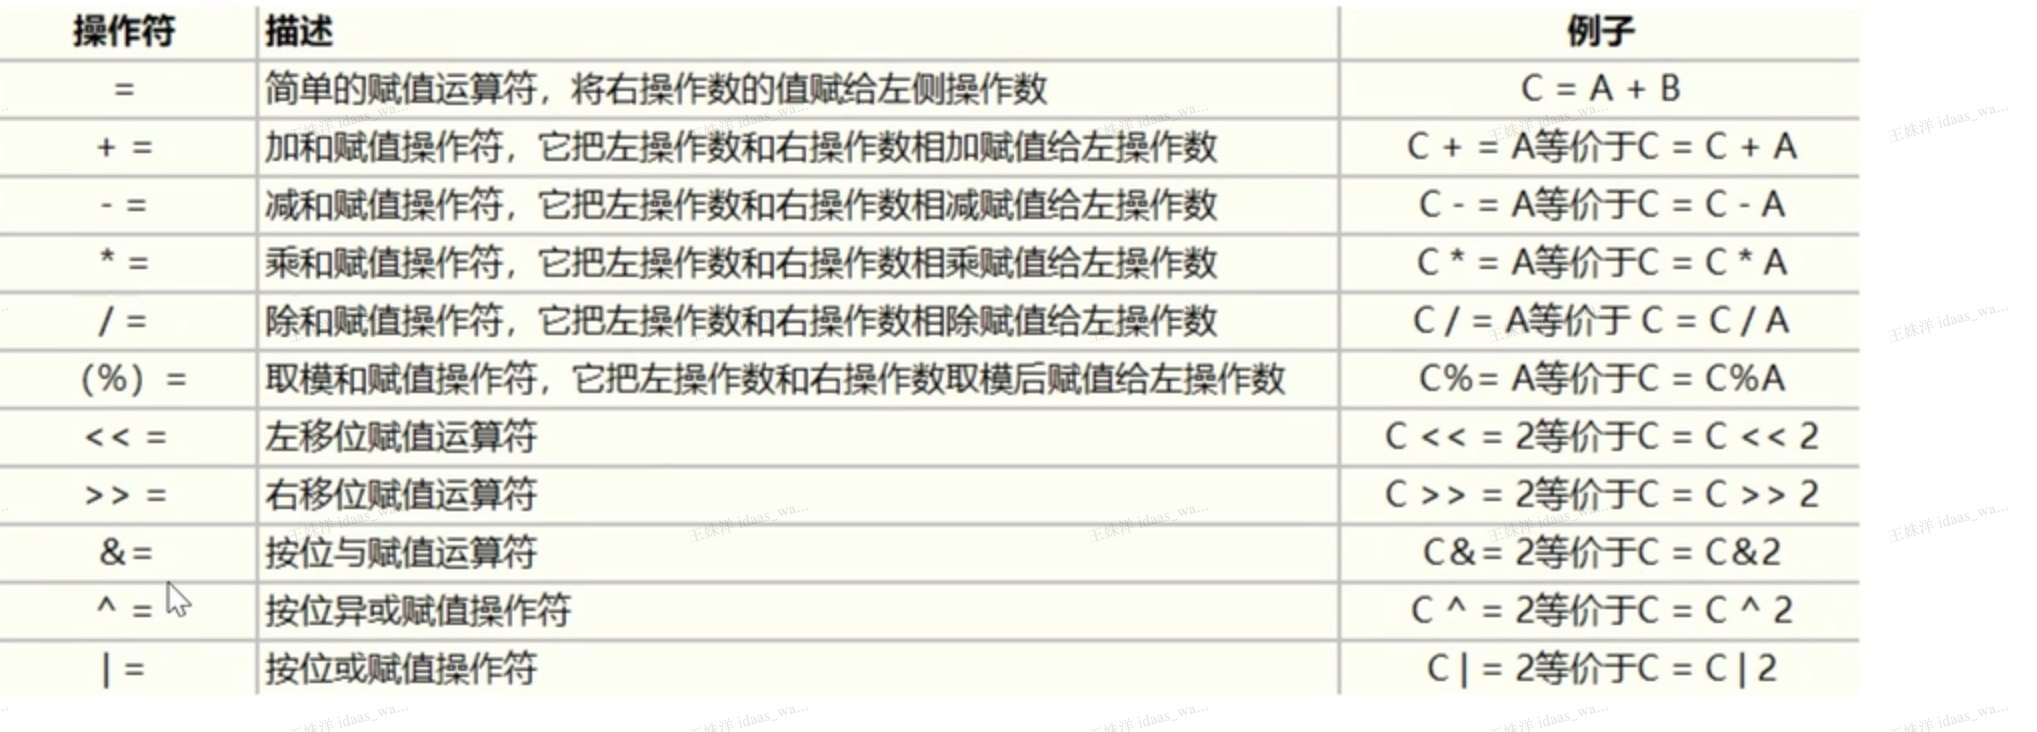 操作符 描述 例子
= 简单的赋值运算符，将右操作数的值赋给左侧操作数 C = A + B
+ = 加和赋值操作符，它把左操作数和右操作数相加赋值给左操作数 C + = A等价于C = C + A
- = 减和赋值操作符，它把左操作数和右操作数相减赋值给左操作数 C - = A等价于C = C - A
* = 乘和赋值操作符，它把左操作数和右操作数相乘赋值给左操作数 C * = A等价于C = C * A
/ = 除和赋值操作符，它把左操作数和右操作数相除赋值给左操作数 C / = A等价于 C = C / A
(%) = 取模和赋值操作符，它把左操作数和右操作数取模后赋值给左操作数 C%= A等价于C = C%A
<< = 左移位赋值运算符 C << = 2等价于C = C << 2
>> = 右移位赋值运算符 C >> = 2等价于C = C >> 2
&= 按位与赋值运算符 C&= 2等价于C = C&2
^ = 按位异或赋值操作符 C ^ = 2等价于C = C ^ 2
| = 按位或赋值操作符 C | = 2等价于C = C | 2
王姝洋 idaas_wa...